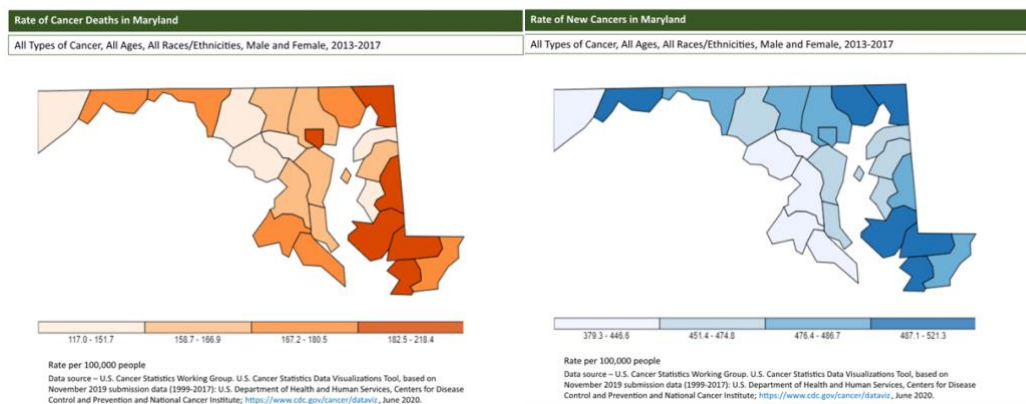 Rate of Cancer Deaths in Maryland
All Types of Cancer, All Ages, All Races/Ethnicities, Male and Female, 2013-2017
117.0 - 151.7
158.7 - 166.9
167.2 - 180.5
182.5 - 218.4
Rate per 100,000 people
Data source – U.S. Cancer Statistics Working Group. U.S. Cancer Statistics Data Visualizations Tool, based on
November 2019 submission data (1999-2017): U.S. Department of Health and Human Services, Centers for Disease
Control and Prevention and National Cancer Institute; https://www.cdc.gov/cancer/dataviz, June 2020.
Rate of New Cancers in Maryland
All Types of Cancer, All Ages, All Races/Ethnicities, Male and Female, 2013-2017
379.3 - 446.6
451.4 - 474.8
476.4 - 486.7
487.1 - 521.3
Rate per 100,000 people
Data source – U.S. Cancer Statistics Working Group. U.S. Cancer Statistics Data Visualizations Tool, based on
November 2019 submission data (1999-2017): U.S. Department of Health and Human Services, Centers for Disease
Control and Prevention and National Cancer Institute; https://www.cdc.gov/cancer/dataviz, June 2020.